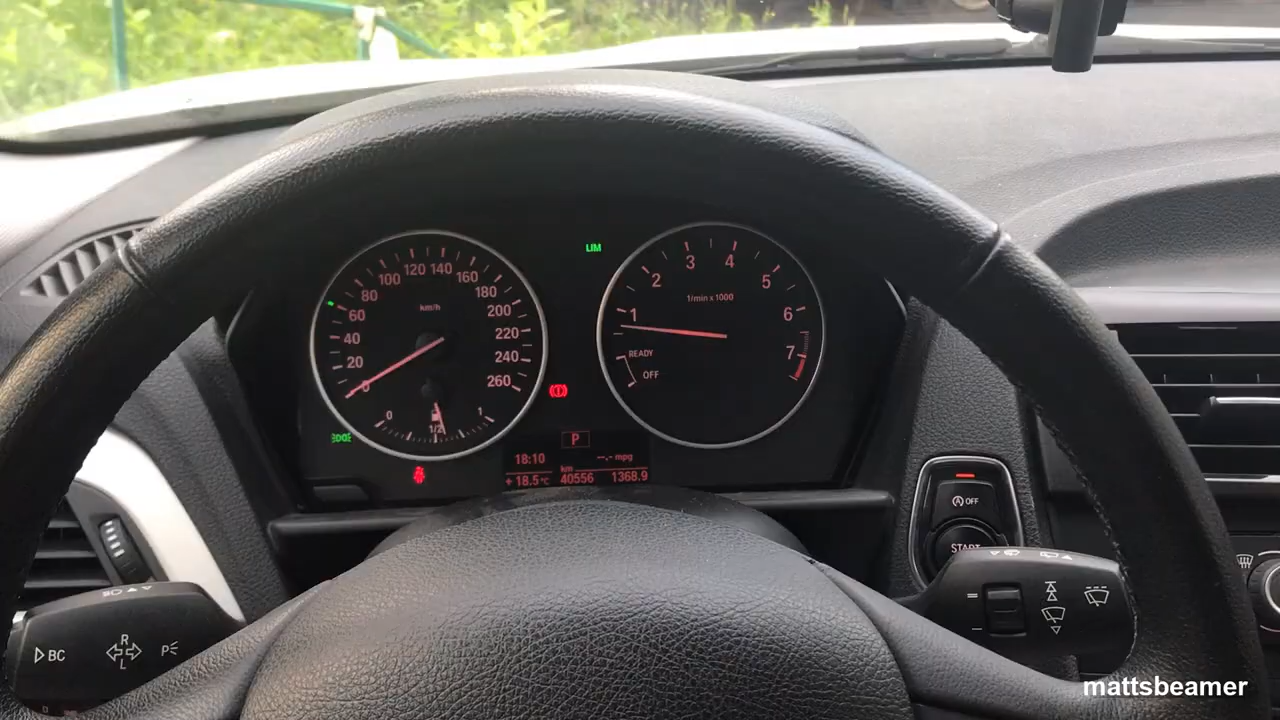 LIM
0
20
40
60
80
100
120
140
160
180
200
220
240
260
km/h
0
1/2
1
1
2
3
4
5
6
7
1/min x 1000
READY
OFF
P
18:10
--.- mpg
+ 18.5°C
km
40556
1368.9
OFF
START
BC
R
L
P
mattsbeamer